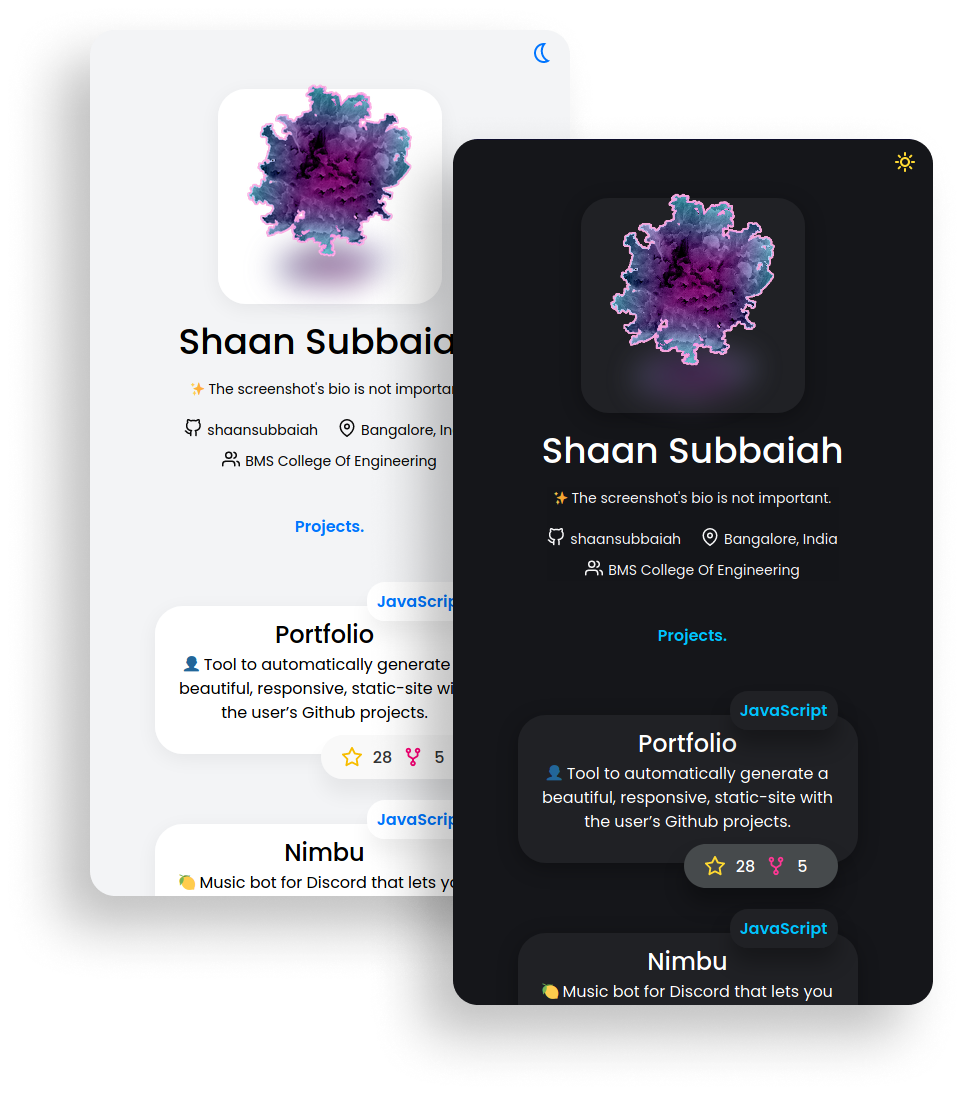 Shaan Subbaia
✨ The screenshot's bio is not importa
shaansubbaiah Bangalore, In
BMS College Of Engineering
Projects.
JavaScrip
Portfolio
👤 Tool to automatically generate
beautiful, responsive, static-site wi
the user’s Github projects.
28 5
JavaScrip
Nimbu
🍋 Music bot for Discord that lets yo
Shaan Subbaiah
✨ The screenshot's bio is not important.
shaansubbaiah Bangalore, India
BMS College Of Engineering
Projects.
JavaScript
Portfolio
👤 Tool to automatically generate a
beautiful, responsive, static-site with
the user’s Github projects.
28 5
JavaScript
Nimbu
🍋 Music bot for Discord that lets you